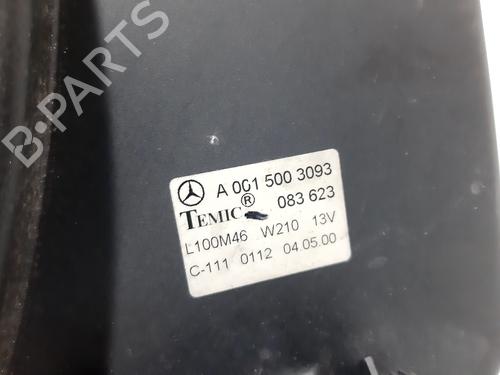 B-PARTS
A 001 500 3093
TEMIC® 083 623
L100M46 W210 13V
C-111 0112 04.05.00